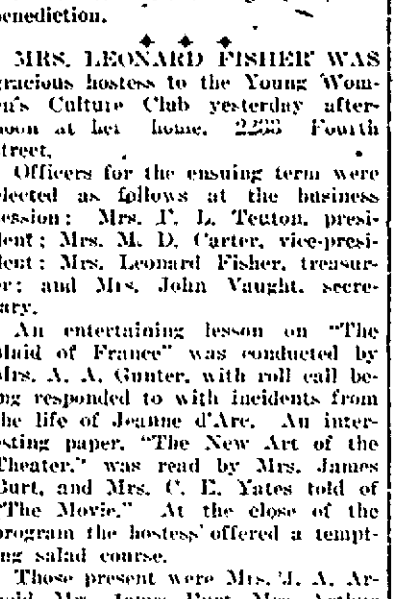 benediction.
MRS. LEONARD FISHER WAS
gracious hostess to the Young Wom-
en's Culture Club yesterday after-
noon at her home, Fourth
street.
Officers for the ensuing term were
elected as follows at the business
session: Mrs. F. L. Teuton, presi-
dent; Mrs. M. D. Carter, vice-presi-
dent; Mrs. Leonard Fisher, treasur-
er; and Mrs. John Vaught, secre-
tary.
An entertaining lesson on "The
Maid of France" was conducted by
Mrs. A. A. Gunter, with roll call be-
ing responded to with incidents from
the life of Jeanne d'Arc. An inter-
esting paper, "The New Art of the
Theater," was read by Mrs. James
Burt, and Mrs. C. E. Yates told of
"The Movie." At the close of the
program the hostess offered a tempt-
ing salad course.
Those present were Mrs. J. A. Ar-
nold, Mrs. James Burt, Mrs. Arthur